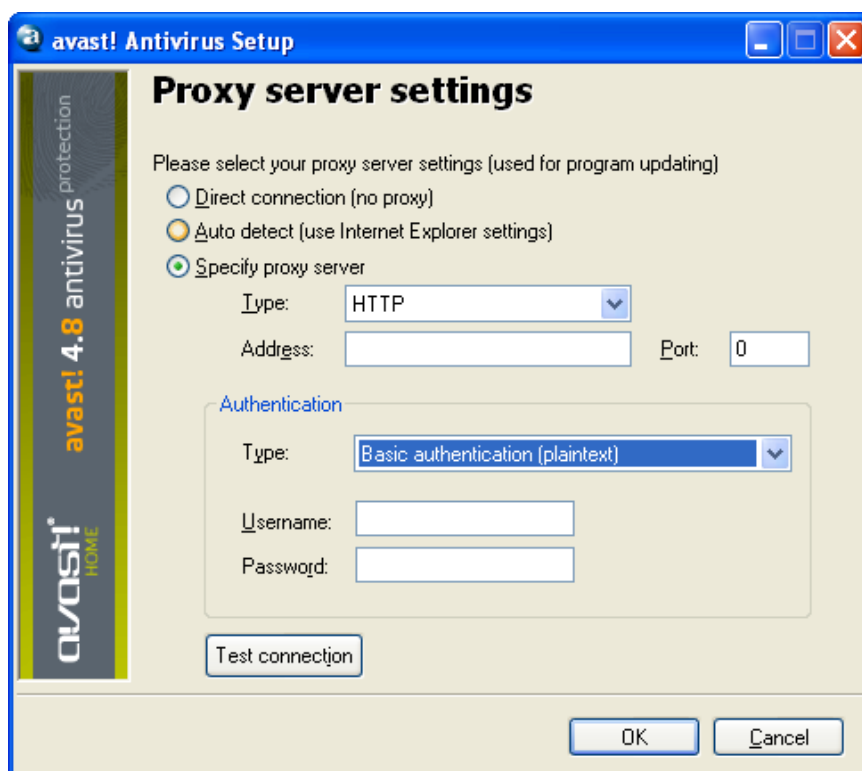 avast! Antivirus Setup
Proxy server settings
Please select your proxy server settings (used for program updating)
Direct connection (no proxy)
Auto detect (use Internet Explorer settings)
Specify proxy server
Type: HTTP
Address: Port: 0
Authentication
Type: Basic authentication (plaintext)
Username:
Password:
Test connection
OK Cancel
avast! 4.8 antivirus protection
avast!® HOME